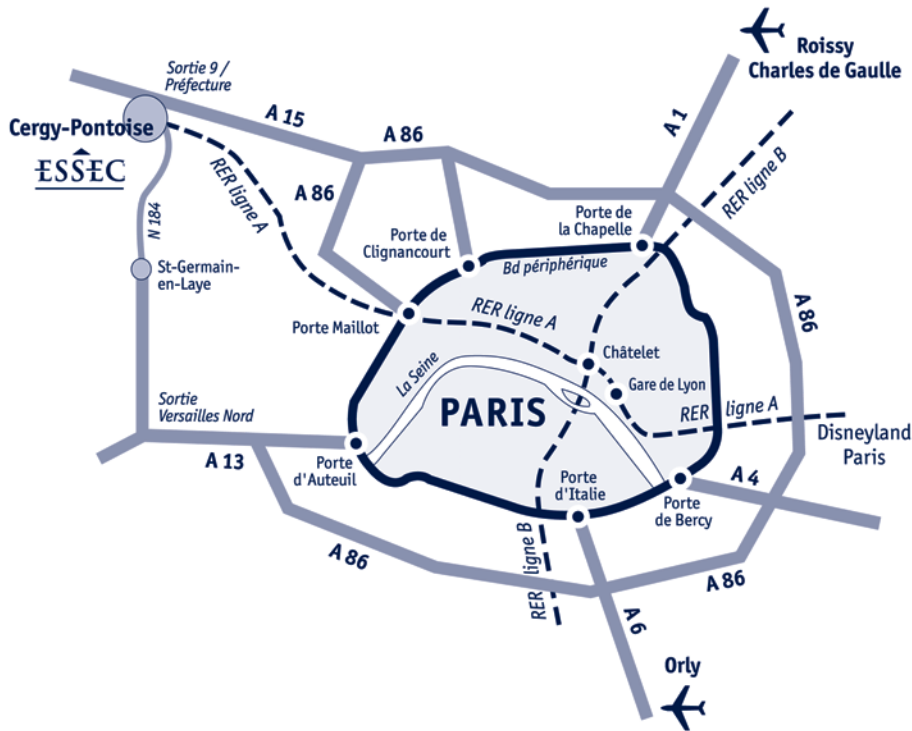 Roissy
Charles de Gaulle
Sortie 9 /
Préfecture
A 15
A 86
A 1
Cergy-Pontoise
ESSEC
RER ligne A
A 86
RER ligne B
N 184
Porte de
la Chapelle
Porte de
Clignancourt
Bd périphérique
St-Germain-
en-Laye
Porte Maillot
RER ligne A
A 86
Châtelet
La Seine
Gare de Lyon
Sortie
Versailles Nord
PARIS
RER ligne A
Disneyland
Paris
A 13
Porte
d'Auteuil
Porte
d'Italie
A 4
Porte
de Bercy
RER ligne B
A 86
A 86
A 6
Orly